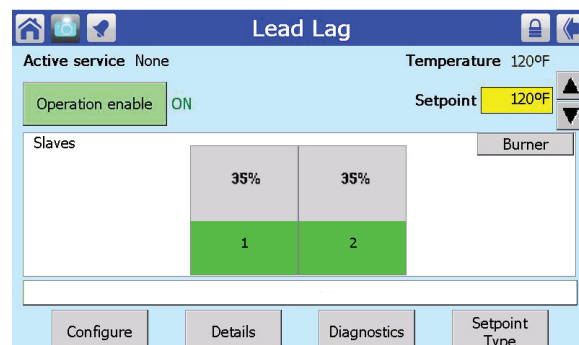 Lead Lag
Active service None
Temperature 120ºF
Operation enable ON
Setpoint 120ºF
Slaves
Burner
35% 35%
1 2
Configure Details Diagnostics Setpoint Type